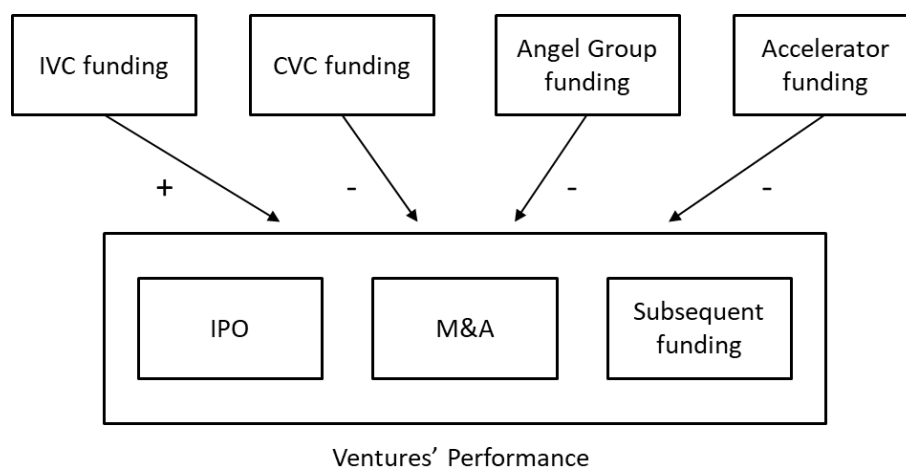 IVC funding
CVC funding
Angel Group
funding
Accelerator
funding
+
-
-
-
IPO
M&A
Subsequent
funding
Ventures’ Performance